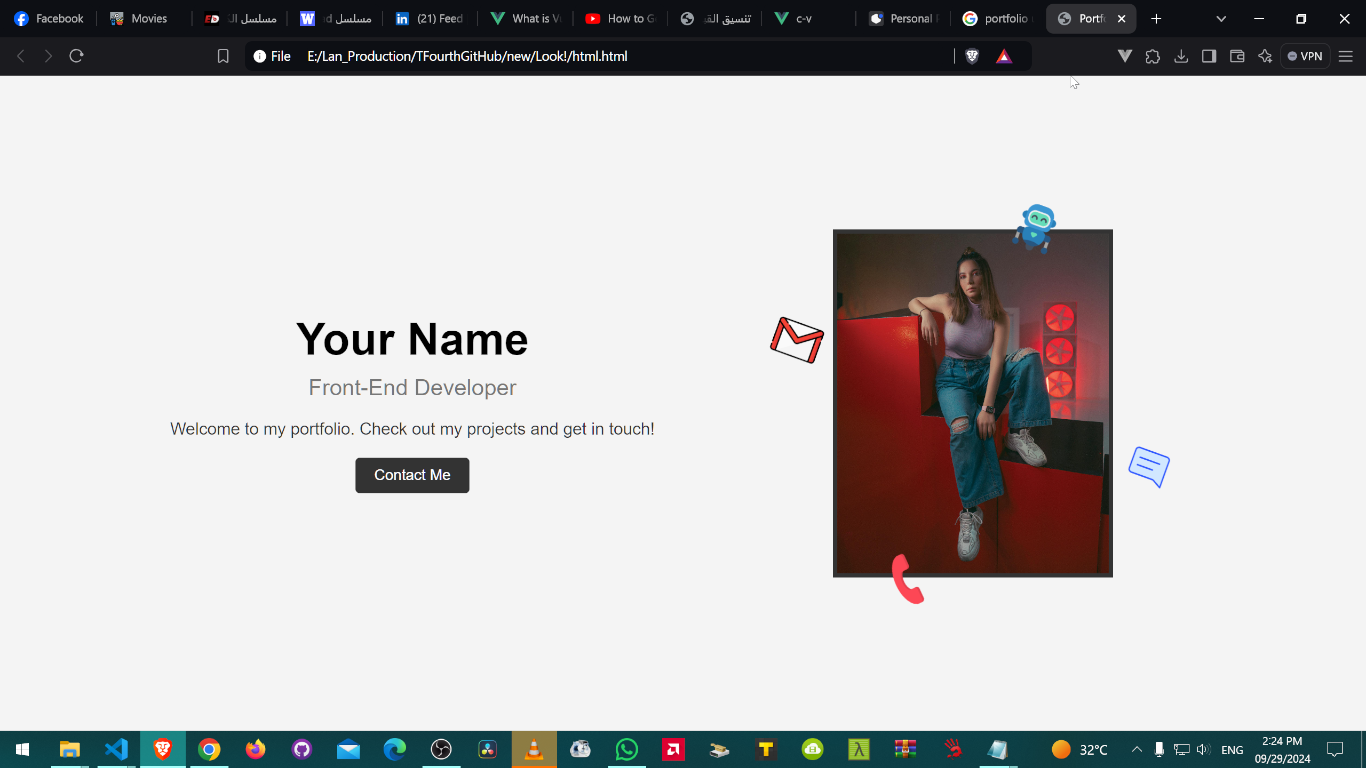 Facebook
Movies
مسلسل
مسلسل
(21) Feed
What is V
How to G
تنسيق
c-v
Personal
portfolio
Portf
File
E:/Lan_Production/TFourthGitHub/new/Look!/html.html
VPN
Your Name
Front-End Developer
Welcome to my portfolio. Check out my projects and get in touch!
Contact Me
32°C
ENG
2:24 PM
09/29/2024